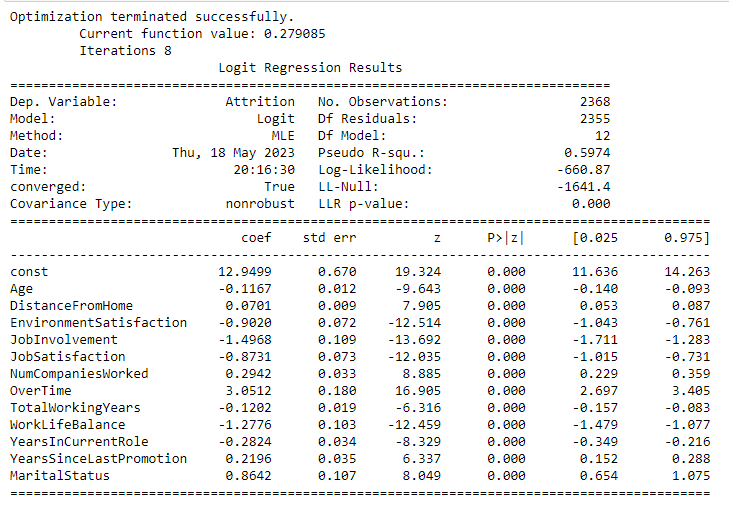 Optimization terminated successfully.
         Current function value: 0.279085
         Iterations 8
                           Logit Regression Results
==============================================================================
Dep. Variable:              Attrition   No. Observations:                 2368
Model:                          Logit   Df Residuals:                     2355
Method:                           MLE   Df Model:                           12
Date:                Thu, 18 May 2023   Pseudo R-squ.:                  0.5974
Time:                        20:16:30   Log-Likelihood:                -660.87
converged:                       True   LL-Null:                       -1641.4
Covariance Type:            nonrobust   LLR p-value:                     0.000
===========================================================================================
                              coef    std err          z      P>|z|      [0.025      0.975]
-------------------------------------------------------------------------------------------
const                      12.9499      0.670     19.324      0.000      11.636      14.263
Age                        -0.1167      0.012     -9.643      0.000      -0.140      -0.093
DistanceFromHome            0.0701      0.009      7.905      0.000       0.053       0.087
EnvironmentSatisfaction    -0.9020      0.072    -12.514      0.000      -1.043      -0.761
JobInvolvement             -1.4968      0.109    -13.692      0.000      -1.711      -1.283
JobSatisfaction            -0.8731      0.073    -12.035      0.000      -1.015      -0.731
NumCompaniesWorked          0.2942      0.033      8.885      0.000       0.229       0.359
OverTime                    3.0512      0.180     16.905      0.000       2.697       3.405
TotalWorkingYears          -0.1202      0.019     -6.316      0.000      -0.157      -0.083
WorkLifeBalance            -1.2776      0.103    -12.459      0.000      -1.479      -1.077
YearsInCurrentRole         -0.2824      0.034     -8.329      0.000      -0.349      -0.216
YearsSinceLastPromotion     0.2196      0.035      6.337      0.000       0.152       0.288
MaritalStatus               0.8642      0.107      8.049      0.000       0.654       1.075
===========================================================================================